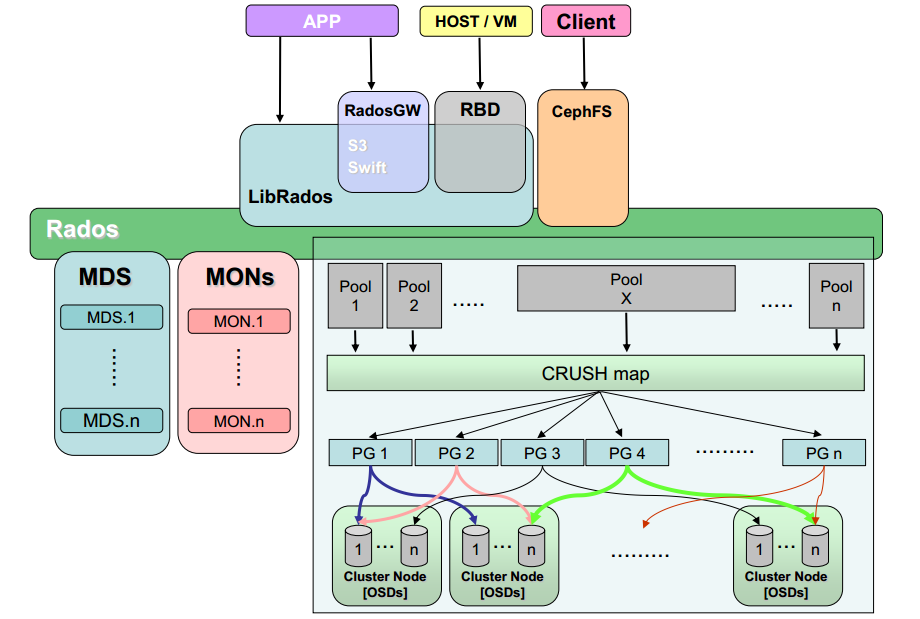 APP
HOST / VM
Client
RadosGW
RBD
CephFS
S3
Swift
LibRados
Rados
MDS
MONs
MDS.1
MON.1
MDS.n
MON.n
Pool
1
Pool
2
.....
Pool
X
.....
Pool
n
CRUSH map
PG 1
PG 2
PG 3
PG 4
.........
PG n
1
...
n
Cluster Node
[OSDs]
1
...
n
Cluster Node
[OSDs]
.........
1
...
n
Cluster Node
[OSDs]